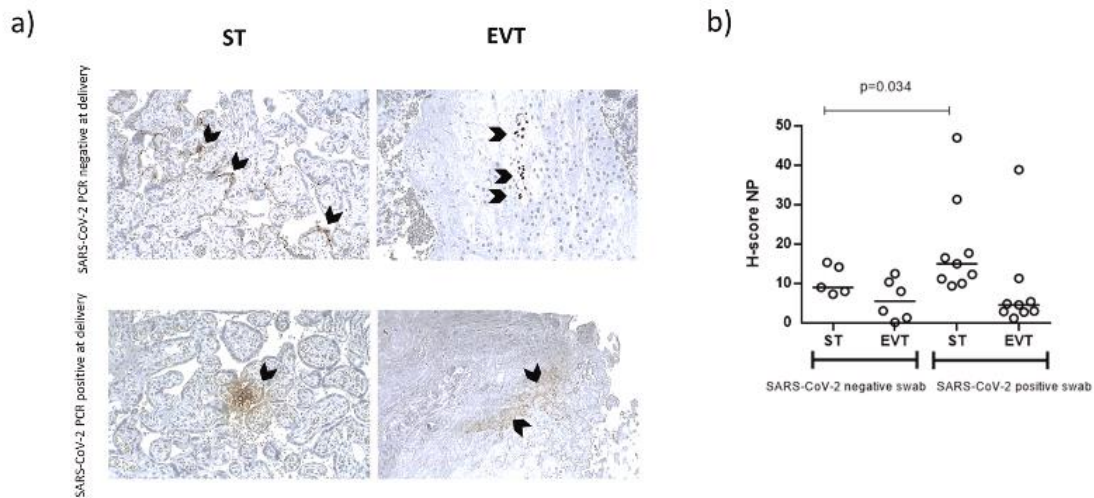 a)
ST
EVT
SARS-CoV-2 PCR negative at delivery
SARS-CoV-2 PCR positive at delivery
b)
p=0.034
H-score NP
50
40
30
20
10
0
ST
EVT
ST
EVT
SARS-CoV-2 negative swab
SARS-CoV-2 positive swab